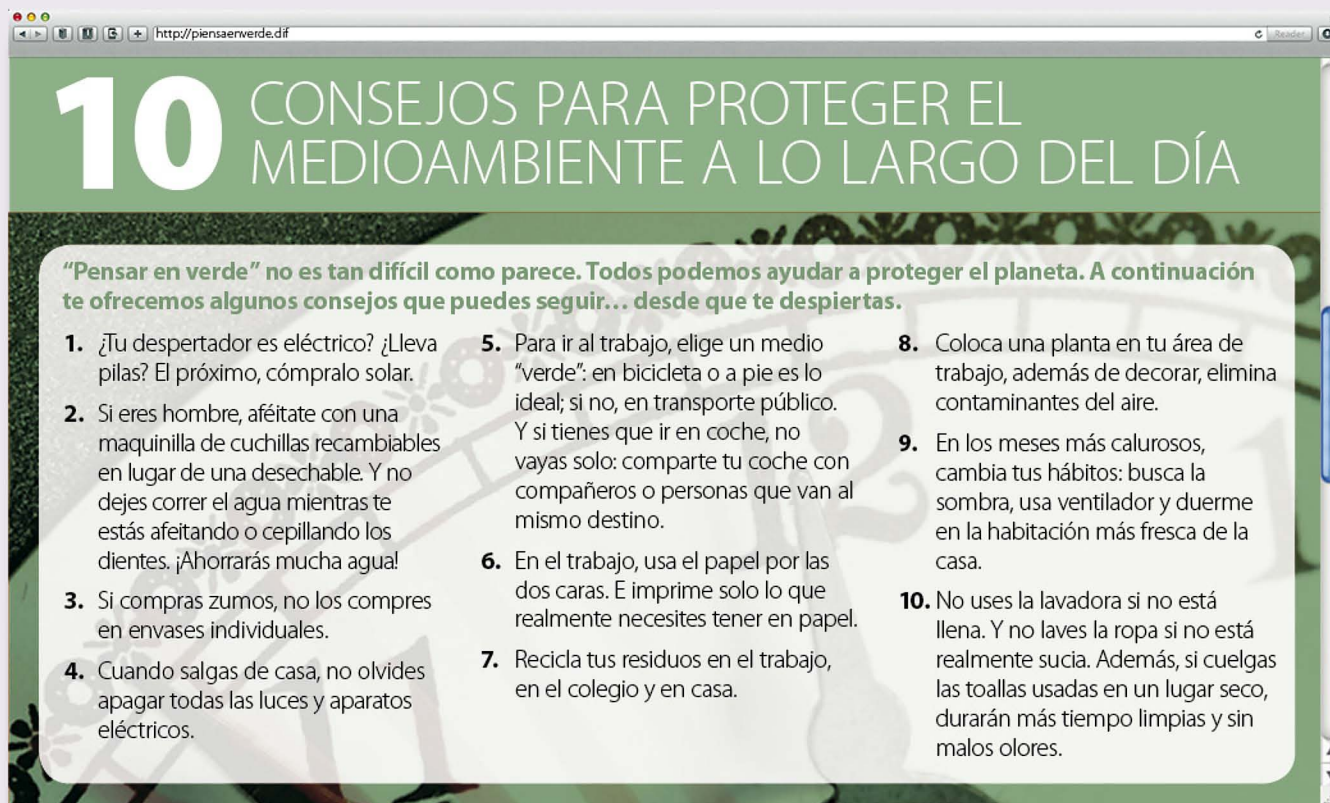 http://piensaenverde.dif
Reader
10 CONSEJOS PARA PROTEGER EL
MEDIOAMBIENTE A LO LARGO DEL DÍA
“Pensar en verde” no es tan difícil como parece. Todos podemos ayudar a proteger el planeta. A continuación
te ofrecemos algunos consejos que puedes seguir… desde que te despiertas.
1. ¿Tu despertador es eléctrico? ¿Lleva
pilas? El próximo, cómpralo solar.
2. Si eres hombre, aféitate con una
maquinilla de cuchillas recambiables
en lugar de una desechable. Y no
dejes correr el agua mientras te
estás afeitando o cepillando los
dientes. ¡Ahorrarás mucha agua!
3. Si compras zumos, no los compres
en envases individuales.
4. Cuando salgas de casa, no olvides
apagar todas las luces y aparatos
eléctricos.
5. Para ir al trabajo, elige un medio
“verde”: en bicicleta o a pie es lo
ideal; si no, en transporte público.
Y si tienes que ir en coche, no
vayas solo: comparte tu coche con
compañeros o personas que van al
mismo destino.
6. En el trabajo, usa el papel por las
dos caras. E imprime solo lo que
realmente necesites tener en papel.
7. Recicla tus residuos en el trabajo,
en el colegio y en casa.
8. Coloca una planta en tu área de
trabajo, además de decorar, elimina
contaminantes del aire.
9. En los meses más calurosos,
cambia tus hábitos: busca la
sombra, usa ventilador y duerme
en la habitación más fresca de la
casa.
10. No uses la lavadora si no está
llena. Y no laves la ropa si no está
realmente sucia. Además, si cuelgas
las toallas usadas en un lugar seco,
durarán más tiempo limpias y sin
malos olores.